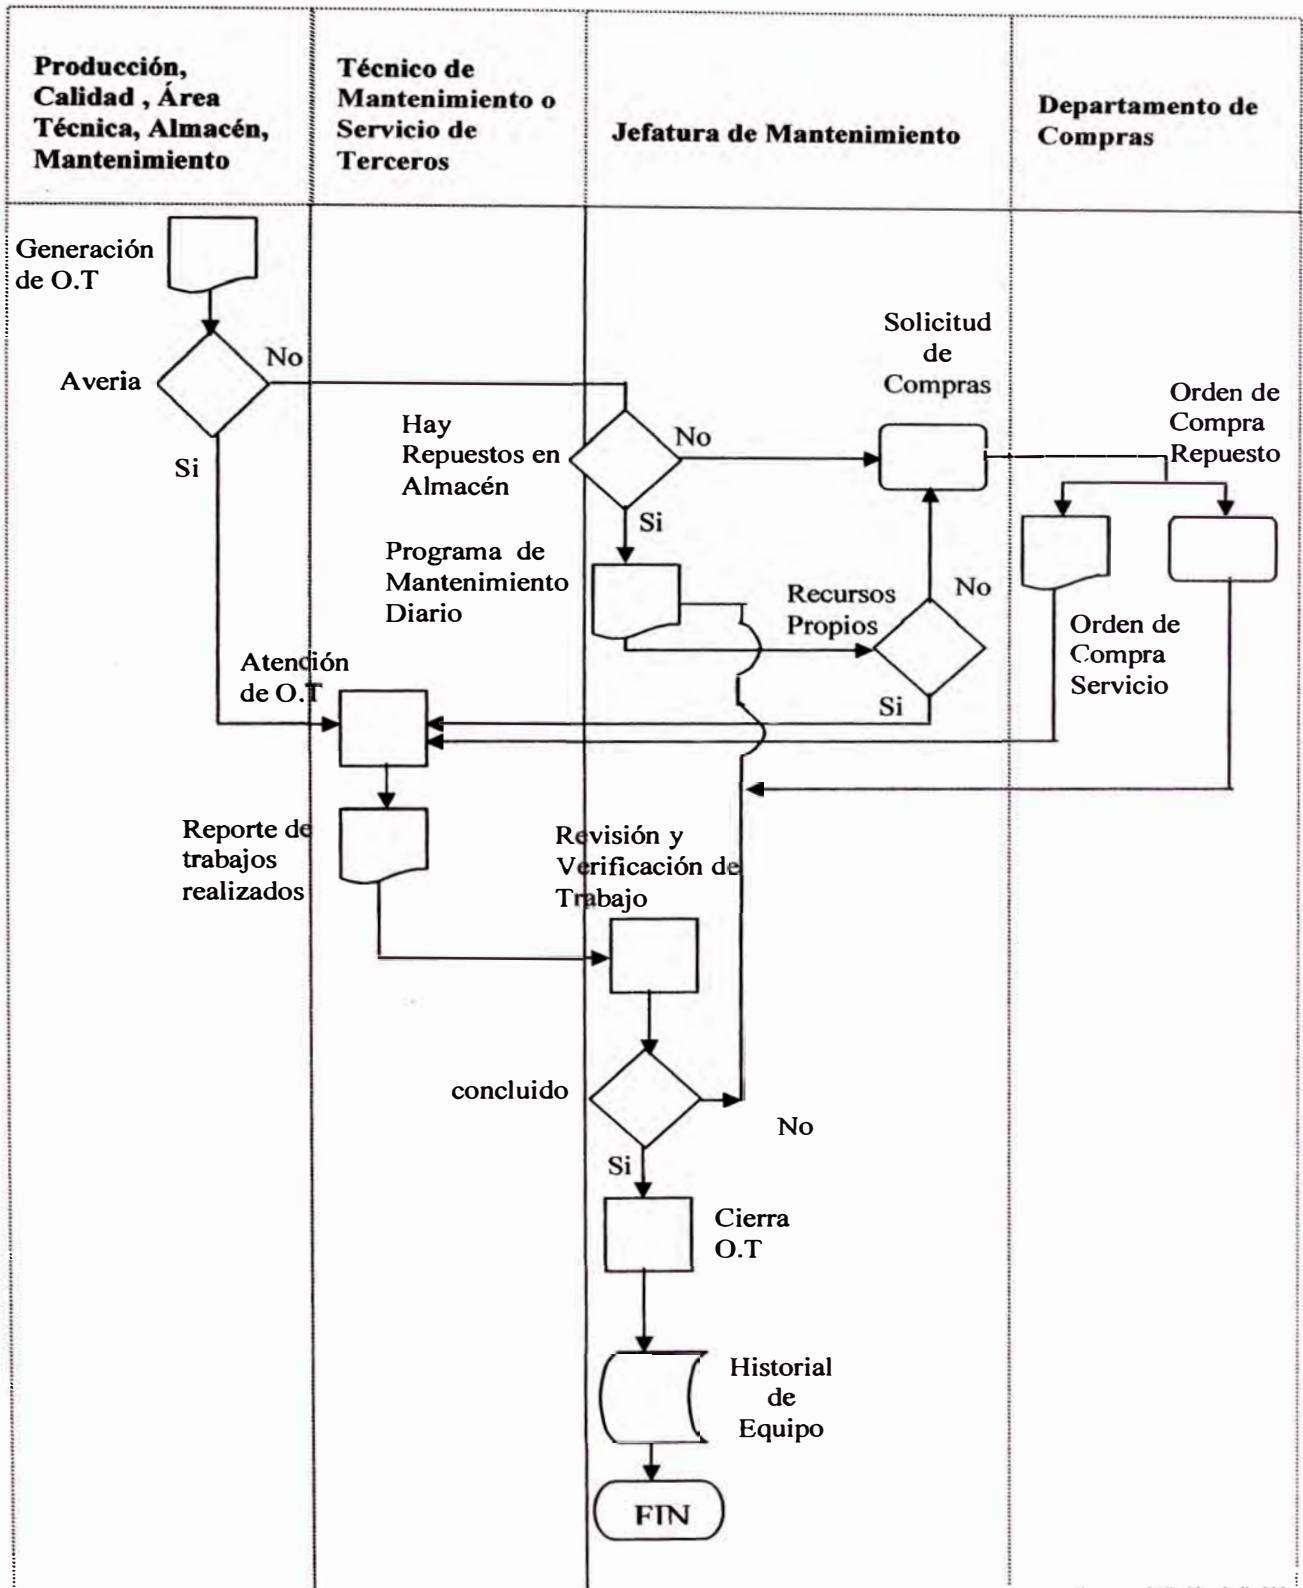 Producción,
Calidad , Área
Técnica, Almacén,
Mantenimiento
Técnico de
Mantenimiento o
Servicio de
Terceros
Jefatura de Mantenimiento
Departamento de
Compras
Generación
de O.T
Averia
No
Si
Hay
Repuestos en
Almacén
No
Si
Solicitud
de
Compras
Orden de
Compra
Repuesto
Programa de
Mantenimiento
Diario
Recursos
Propios
No
Si
Orden de
Compra
Servicio
Atención
de O.T
Reporte de
trabajos
realizados
Revisión y
Verificación de
Trabajo
concluido
No
Si
Cierra
O.T
Historial
de
Equipo
FIN